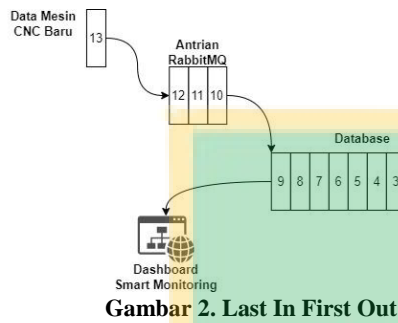 Data Mesin
CNC Baru
13
Antrian
RabbitMQ
12 11 10
Database
9 8 7 6 5 4 3
Dashboard
Smart Monitoring
Gambar 2. Last In First Out